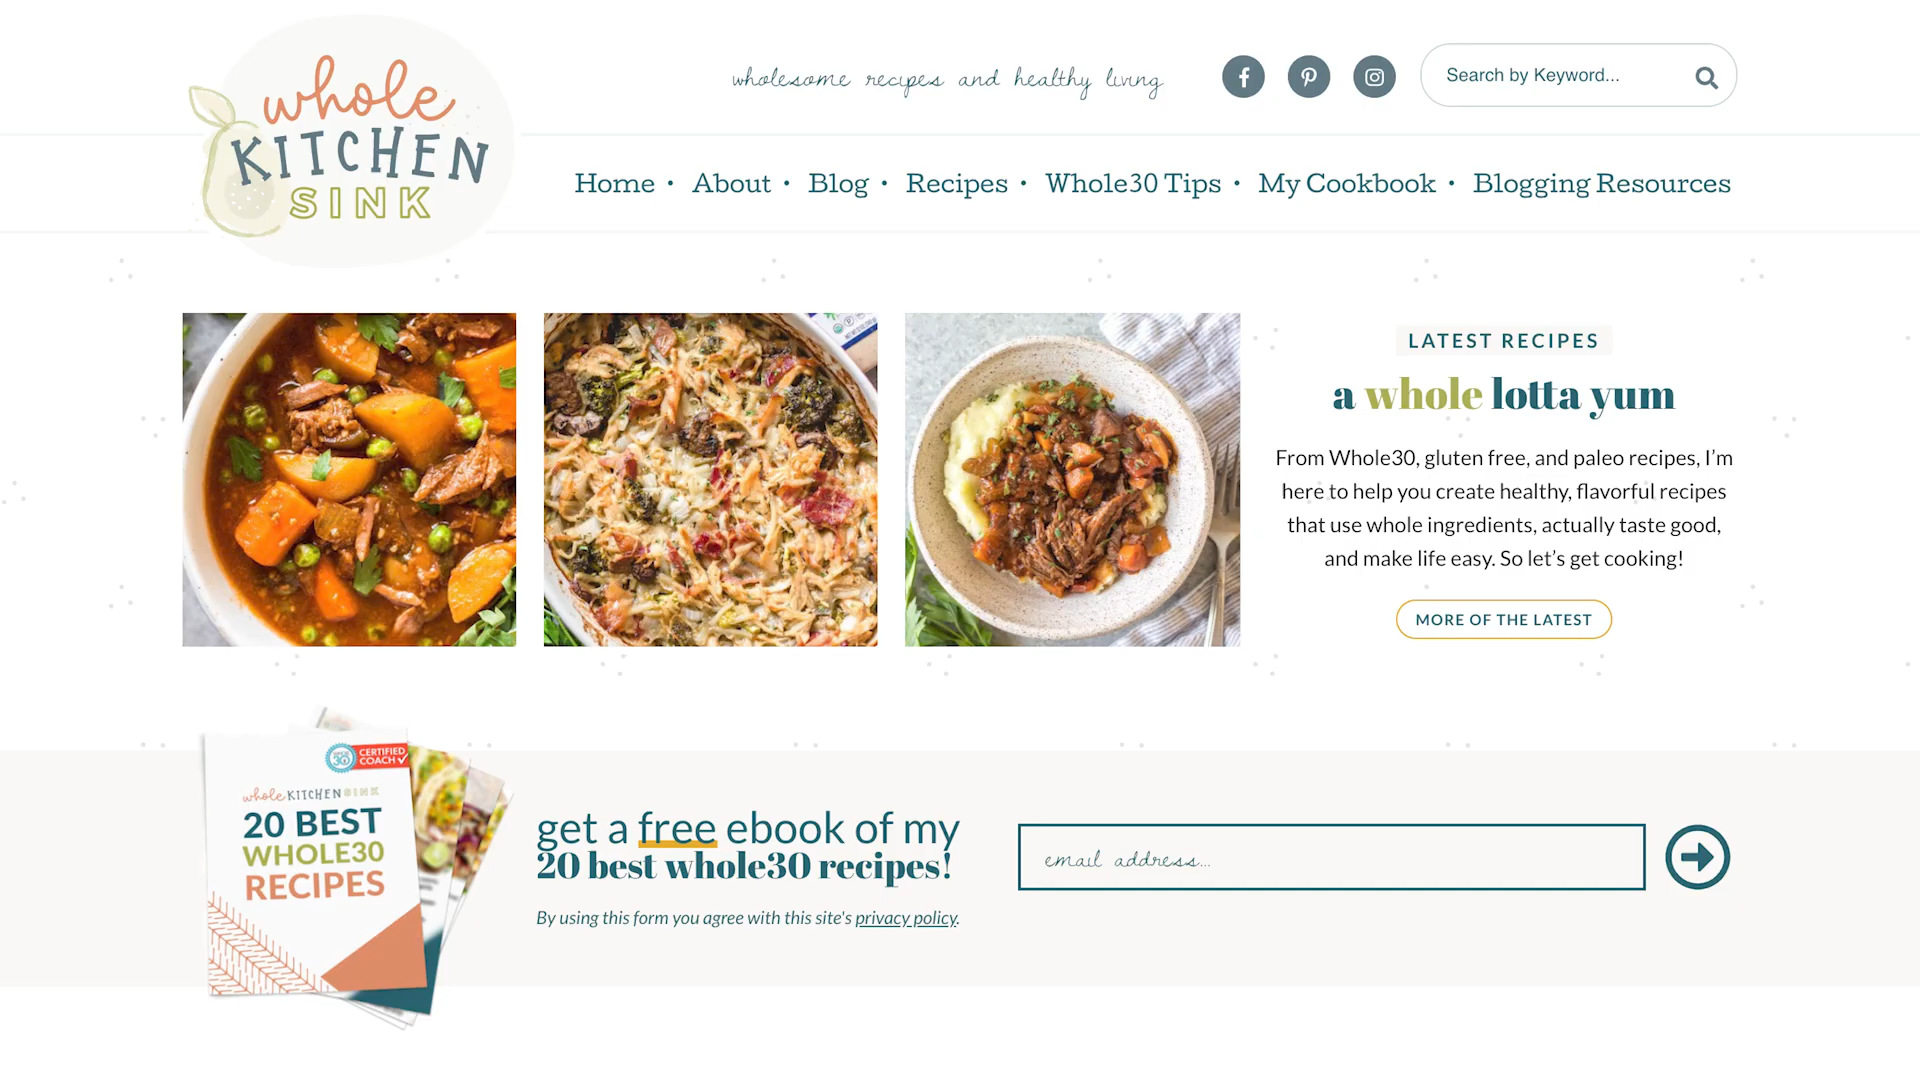 whole
KITCHEN
SINK
wholesome recipes and healthy living
Search by Keyword...
Home • About • Blog • Recipes • Whole30 Tips • My Cookbook • Blogging Resources
LATEST RECIPES
a whole lotta yum
From Whole30, gluten free, and paleo recipes, I'm
here to help you create healthy, flavorful recipes
that use whole ingredients, actually taste good,
and make life easy. So let's get cooking!
MORE OF THE LATEST
CERTIFIED
COACH
whole KITCHEN SINK
20 BEST
WHOLE30
RECIPES
get a free ebook of my
20 best whole30 recipes!
By using this form you agree with this site's privacy policy.
email address...